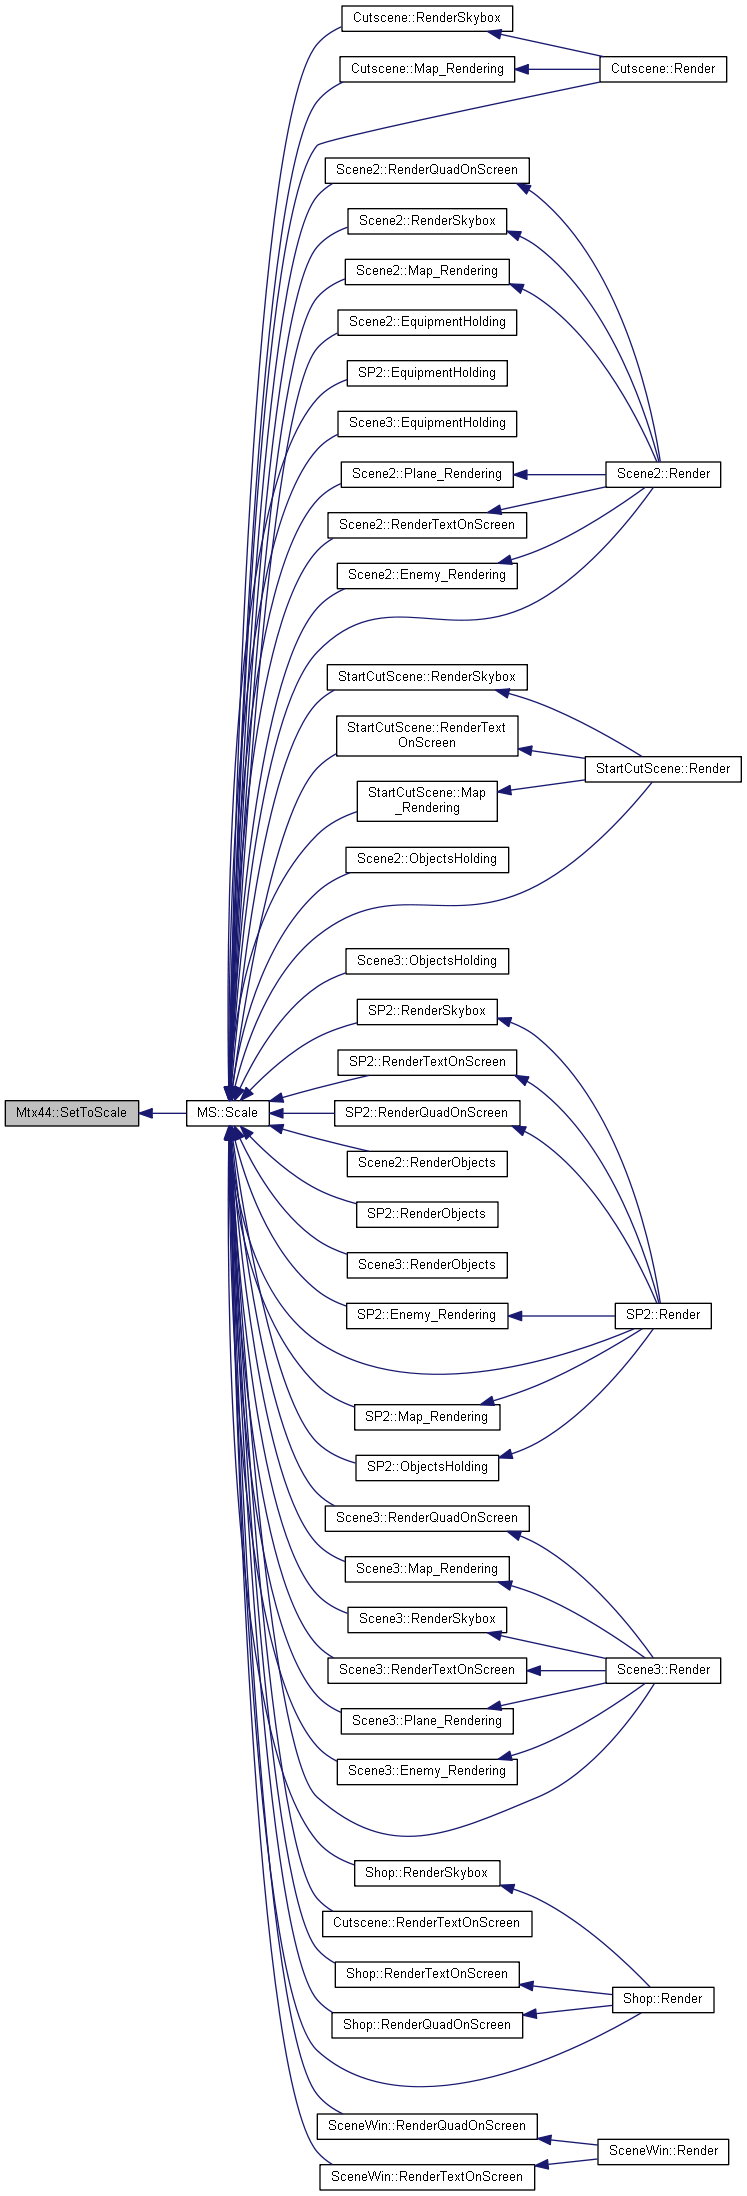 Cutscene::RenderSkybox
Cutscene::Map_Rendering
Cutscene::Render
Scene2::RenderQuadOnScreen
Scene2::RenderSkybox
Scene2::Map_Rendering
Scene2::EquipmentHolding
SP2::EquipmentHolding
Scene3::EquipmentHolding
Scene2::Plane_Rendering
Scene2::Render
Scene2::RenderTextOnScreen
Scene2::Enemy_Rendering
StartCutScene::RenderSkybox
StartCutScene::RenderText
OnScreen
StartCutScene::Render
StartCutScene::Map
_Rendering
Scene2::ObjectsHolding
Scene3::ObjectsHolding
SP2::RenderSkybox
SP2::RenderTextOnScreen
Mtx44::SetToScale
MS::Scale
SP2::RenderQuadOnScreen
Scene2::RenderObjects
SP2::RenderObjects
Scene3::RenderObjects
SP2::Enemy_Rendering
SP2::Render
SP2::Map_Rendering
SP2::ObjectsHolding
Scene3::RenderQuadOnScreen
Scene3::Map_Rendering
Scene3::RenderSkybox
Scene3::RenderTextOnScreen
Scene3::Render
Scene3::Plane_Rendering
Scene3::Enemy_Rendering
Shop::RenderSkybox
Cutscene::RenderTextOnScreen
Shop::RenderTextOnScreen
Shop::Render
Shop::RenderQuadOnScreen
SceneWin::RenderQuadOnScreen
SceneWin::Render
SceneWin::RenderTextOnScreen